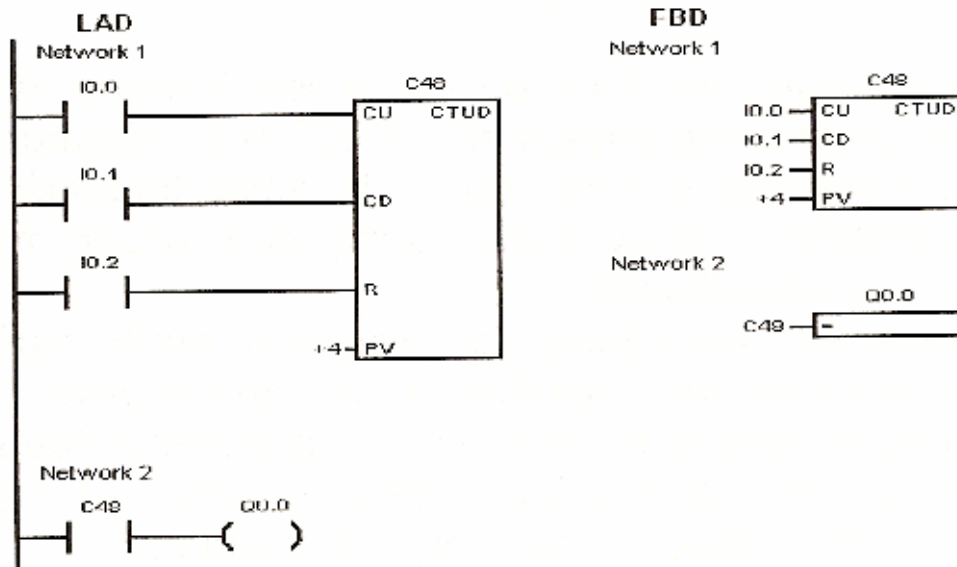 LAD
Network 1
I0.0
C48
CU CTUD
I0.1
CD
I0.2
R
+4 PV
Network 2
C48
Q0.0
FBD
Network 1
C48
I0.0 CU CTUD
I0.1 CD
I0.2 R
+4 PV
Network 2
Q0.0
C48 =